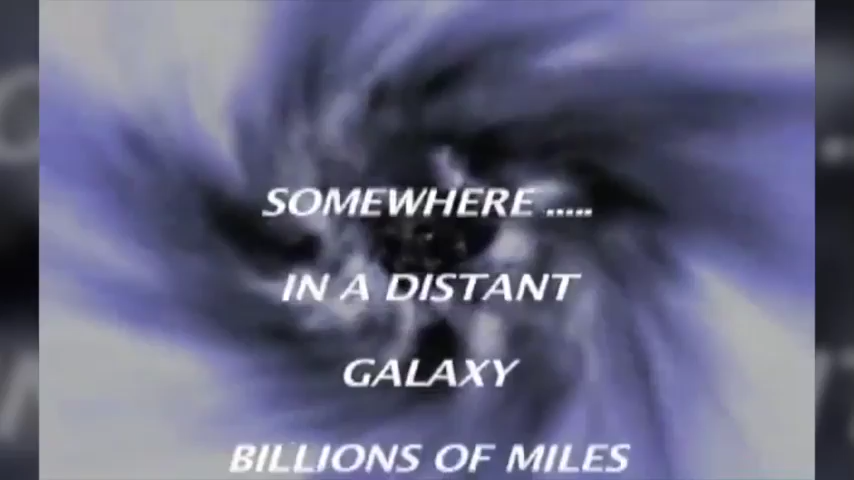 SOMEWHERE .....
IN A DISTANT
GALAXY
BILLIONS OF MILES